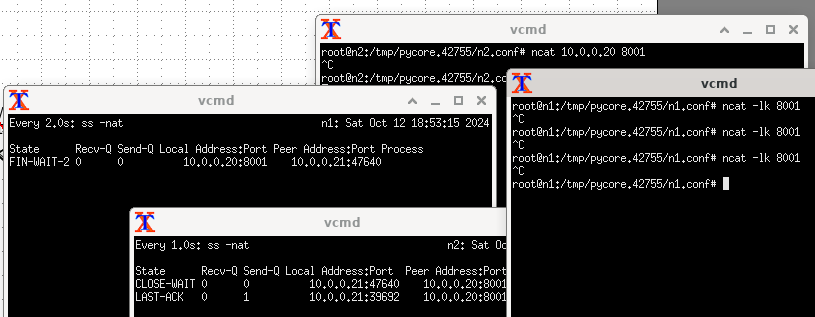 vcmd
root@n2:/tmp/pycore.42755/n2.conf# ncat 10.0.0.20 8001
^C
root@n2:/tmp/pycore.42755/n2.co
vcmd
root@n1:/tmp/pycore.42755/n1.conf# ncat -lk 8001
^C
root@n1:/tmp/pycore.42755/n1.conf# ncat -lk 8001
^C
root@n1:/tmp/pycore.42755/n1.conf# ncat -lk 8001
^C
root@n1:/tmp/pycore.42755/n1.conf#
vcmd
Every 2.0s: ss -nat n1: Sat Oct 12 18:53:15 2024
State Recv-Q Send-Q Local Address:Port Peer Address:Port Process
FIN-WAIT-2 0 0 10.0.0.20:8001 10.0.0.21:47640
vcmd
Every 1.0s: ss -nat n2: Sat Oc
State Recv-Q Send-Q Local Address:Port Peer Address:Port
CLOSE-WAIT 0 0 10.0.0.21:47640 10.0.0.20:8001
LAST-ACK 0 1 10.0.0.21:39692 10.0.0.20:8001